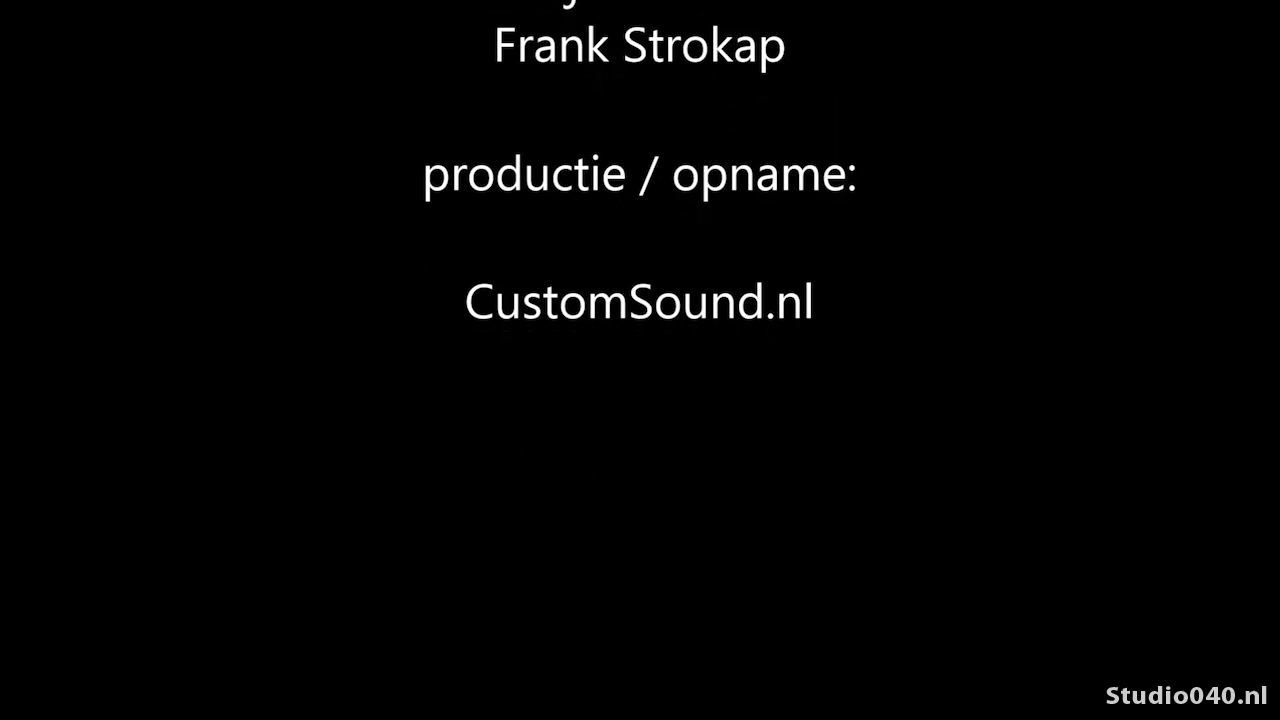 Frank Strokap
productie / opname:
CustomSound.nl
Studio040.nl